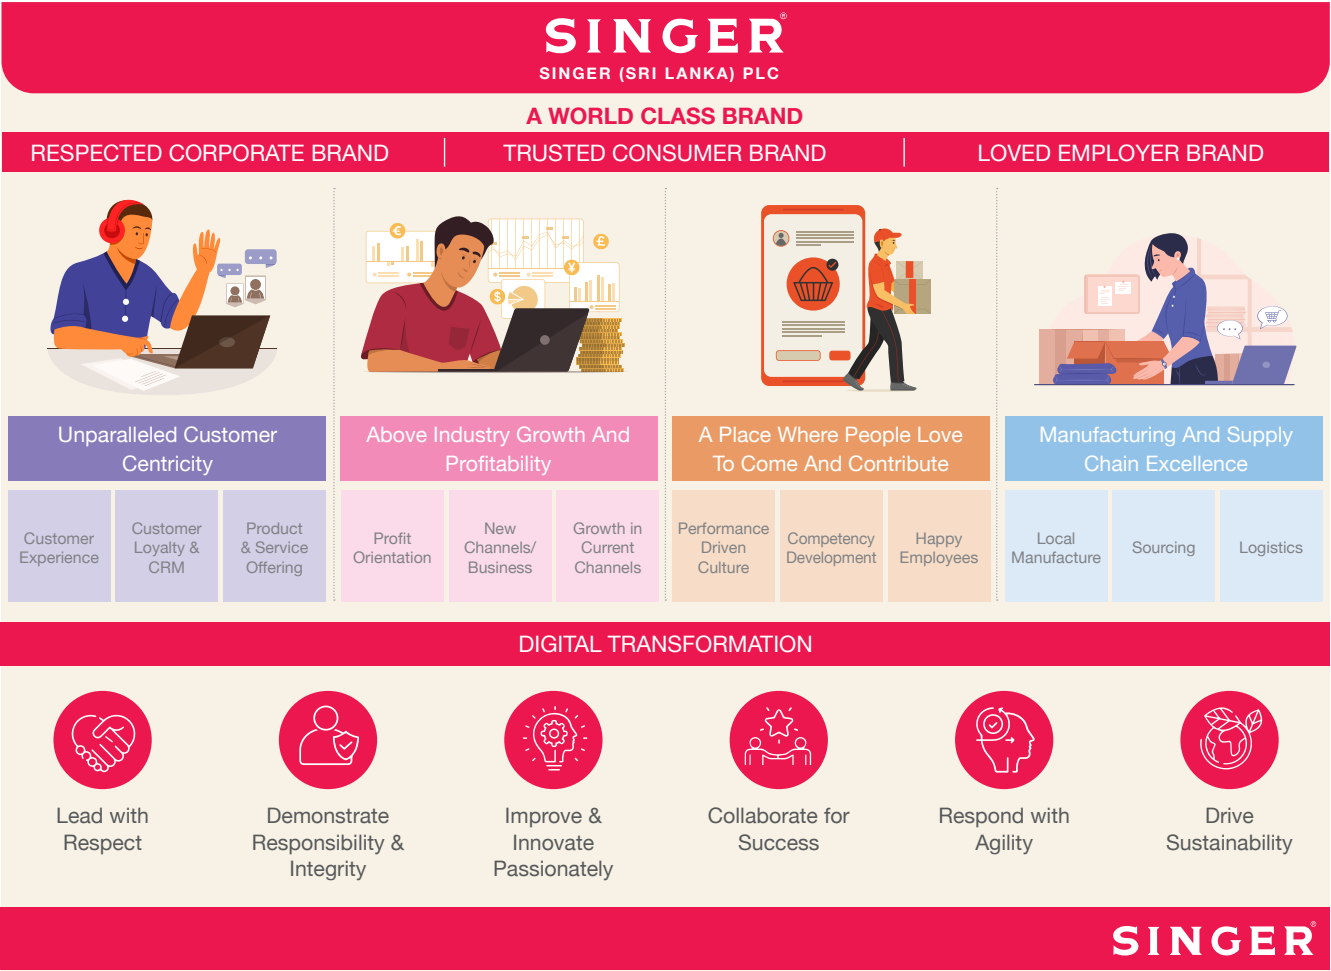 SINGER®
SINGER (SRI LANKA) PLC
A WORLD CLASS BRAND
RESPECTED CORPORATE BRAND
TRUSTED CONSUMER BRAND
LOVED EMPLOYER BRAND
€
£
¥
$
Unparalleled Customer
Centricity
Above Industry Growth And
Profitability
A Place Where People Love
To Come And Contribute
Manufacturing And Supply
Chain Excellence
Customer
Experience
Customer
Loyalty &
CRM
Product
& Service
Offering
Profit
Orientation
New
Channels/
Business
Growth in
Current
Channels
Performance
Driven
Culture
Competency
Development
Happy
Employees
Local
Manufacture
Sourcing
Logistics
DIGITAL TRANSFORMATION
Lead with
Respect
Demonstrate
Responsibility &
Integrity
Improve &
Innovate
Passionately
Collaborate for
Success
Respond with
Agility
Drive
Sustainability
SINGER®